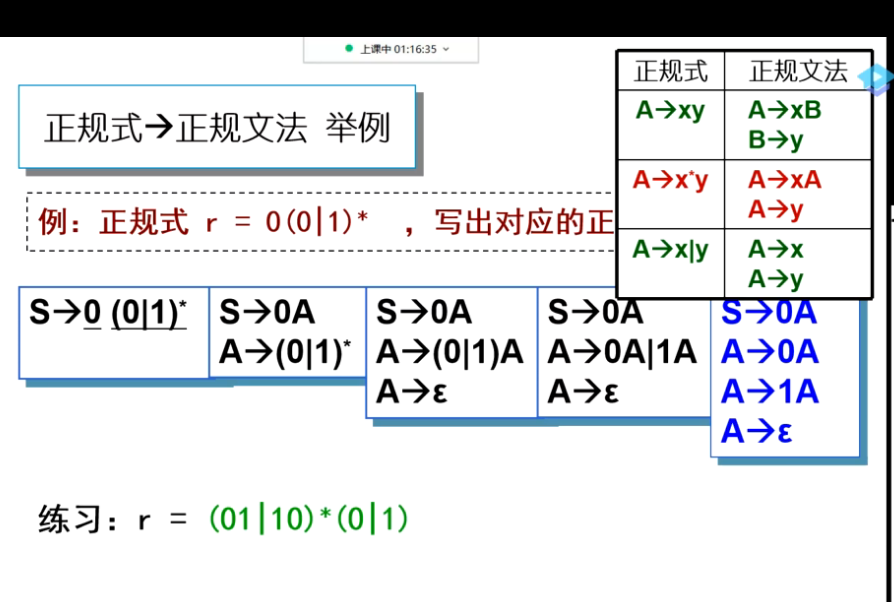 上课中 01:16:35
正规式→正规文法 举例
正规式 正规文法
A→xy A→xB
B→y
A→x*y A→xA
A→y
A→x|y A→x
A→y
例：正规式 r = 0(0|1)* ，写出对应的正
S→0 (0|1)*
S→0A
A→(0|1)*
S→0A
A→(0|1)A
A→ε
S→0A
A→0A|1A
A→ε
S→0A
A→0A
A→1A
A→ε
练习：r = (01|10)*(0|1)